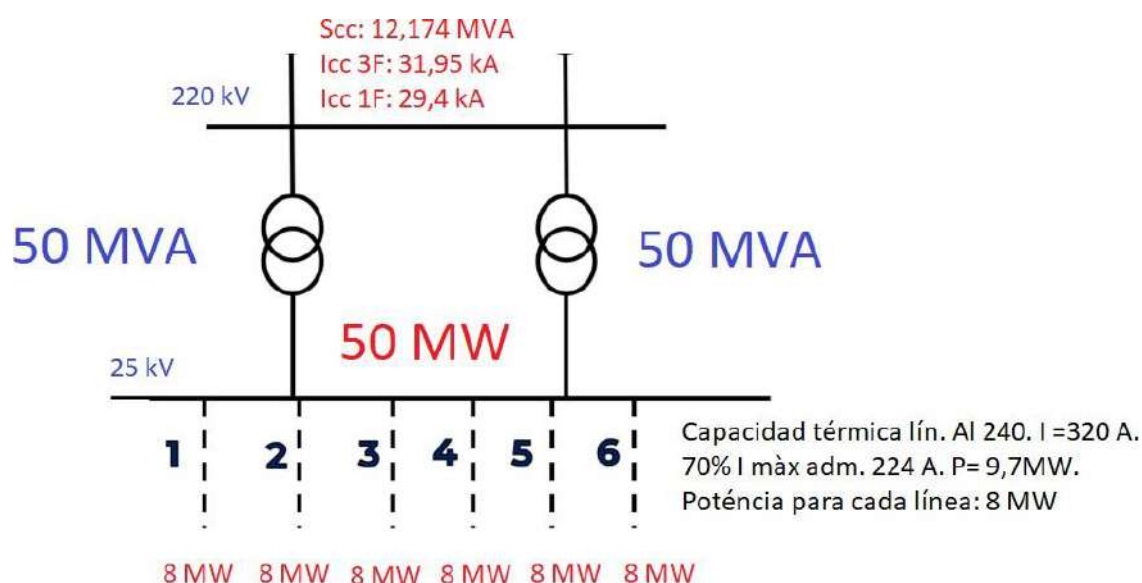 Scc: 12,174 MVA
Icc 3F: 31,95 kA
Icc 1F: 29,4 kA
220 kV
50 MVA
50 MVA
50 MW
25 kV
1 2 3 4 5 6
Capacidad térmica lín. Al 240. I =320 A.
70% I màx adm. 224 A. P= 9,7MW.
Poténcia para cada línea: 8 MW
8 MW 8 MW 8 MW 8 MW 8 MW 8 MW